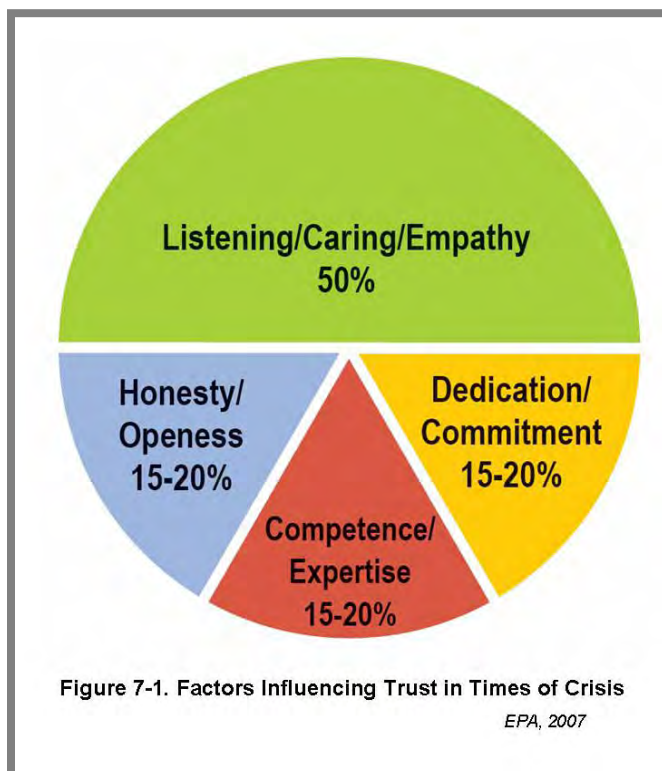 Listening/Caring/Empathy
50%
Honesty/
Openess
15-20%
Competence/
Expertise
15-20%
Dedication/
Commitment
15-20%
Figure 7-1. Factors Influencing Trust in Times of Crisis
EPA, 2007